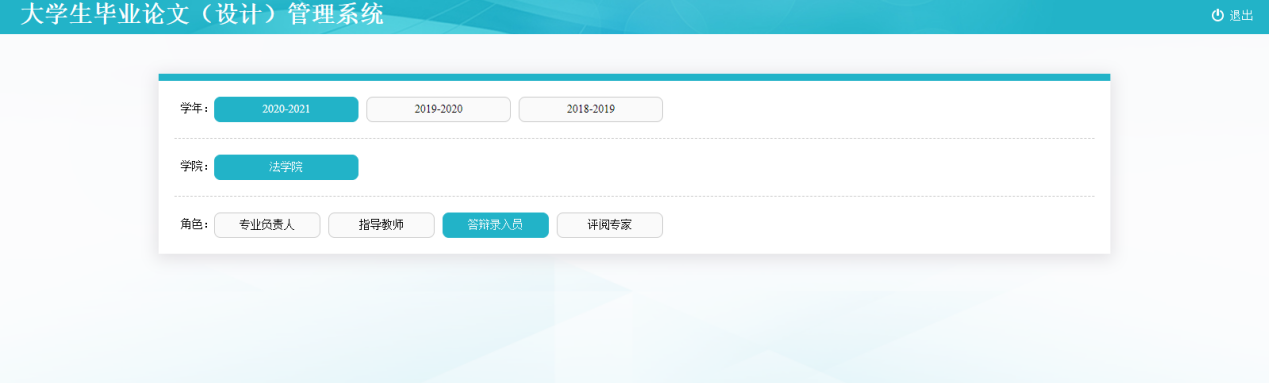 大学生毕业论文（设计）管理系统
退出
学年： 2020-2021 2019-2020 2018-2019
学院： 法学院
角色： 专业负责人 指导教师 答辩录入员 评阅专家